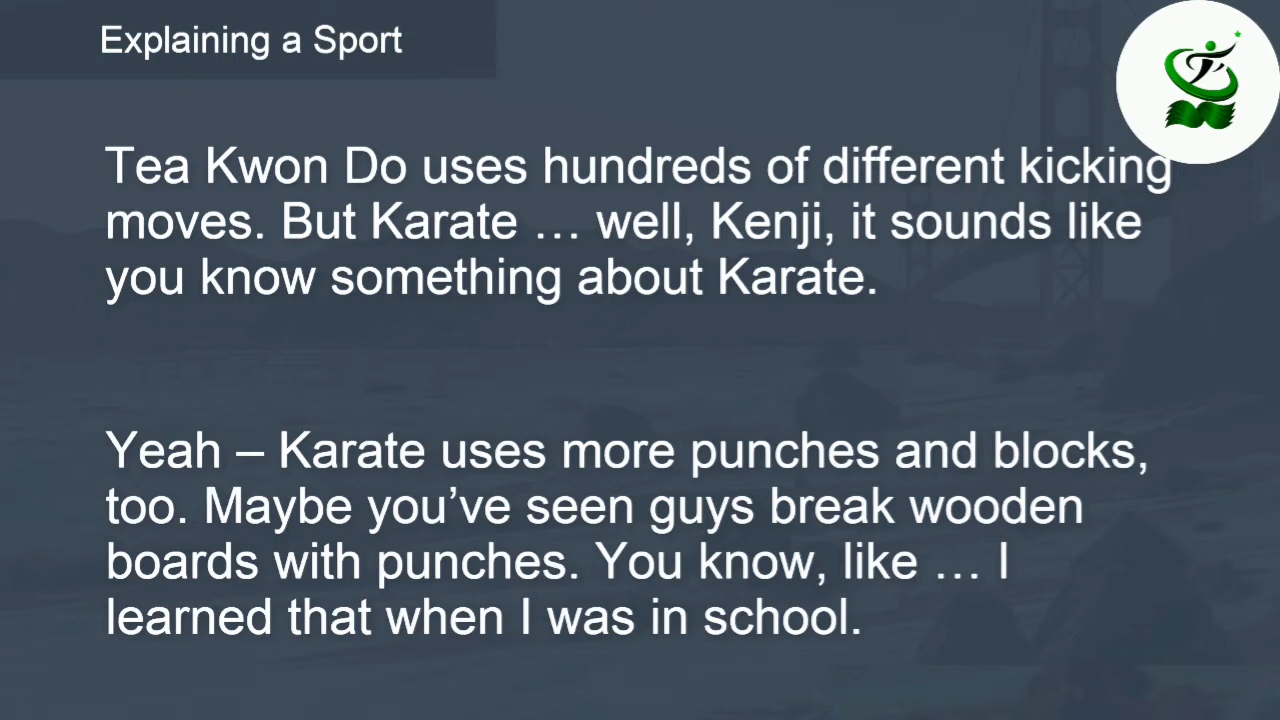 Explaining a Sport
Tea Kwon Do uses hundreds of different kicking
moves. But Karate … well, Kenji, it sounds like
you know something about Karate.
Yeah – Karate uses more punches and blocks,
too. Maybe you’ve seen guys break wooden
boards with punches. You know, like … I
learned that when I was in school.